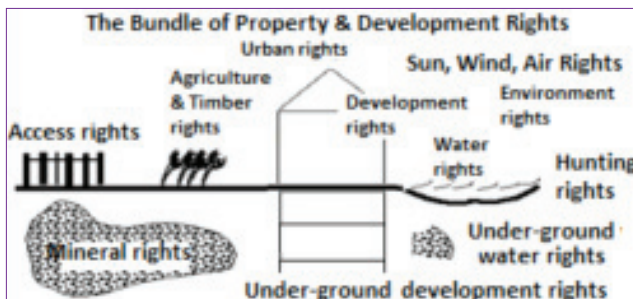 The Bundle of Property & Development Rights
Urban rights
Sun, Wind, Air Rights
Agriculture
& Timber
rights
Environment
rights
Development
rights
Access rights
Water
rights
Hunting
rights
Mineral rights
Under-ground
water rights
Under-ground development rights